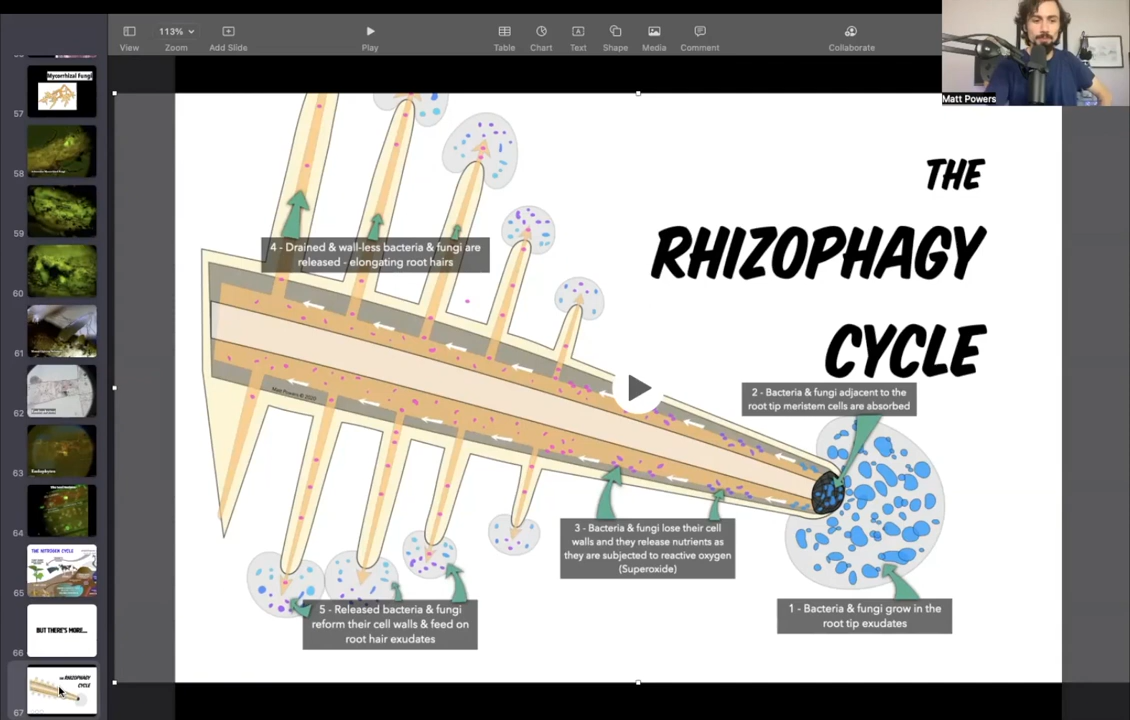 113%
View
Zoom
Add Slide
Play
Table
Chart
Text
Shape
Media
Comment
Collaborate
Matt Powers
Mycorrhizal Fungi
57
58
59
60
61
62
63
Endophytes
64
THE NITROGEN CYCLE
65
BUT THERE'S MORE...
66
THE RHIZOPHAGY
CYCLE
67
THE
RHIZOPHAGY
CYCLE
4 - Drained & wall-less bacteria & fungi are
released - elongating root hairs
Matt Powers © 2020
2 - Bacteria & fungi adjacent to the
root tip meristem cells are absorbed
3 - Bacteria & fungi lose their cell
walls and they release nutrients as
they are subjected to reactive oxygen
(Superoxide)
5 - Released bacteria & fungi
reform their cell walls & feed on
root hair exudates
1 - Bacteria & fungi grow in the
root tip exudates